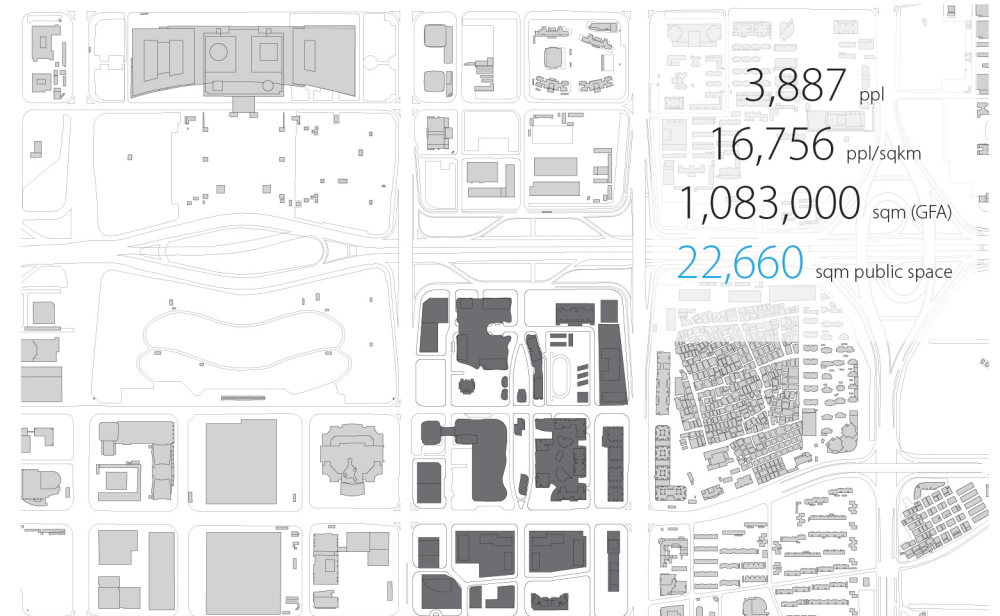 3,887 ppl
16,756 ppl/sqkm
1,083,000 sqm (GFA)
22,660 sqm public space